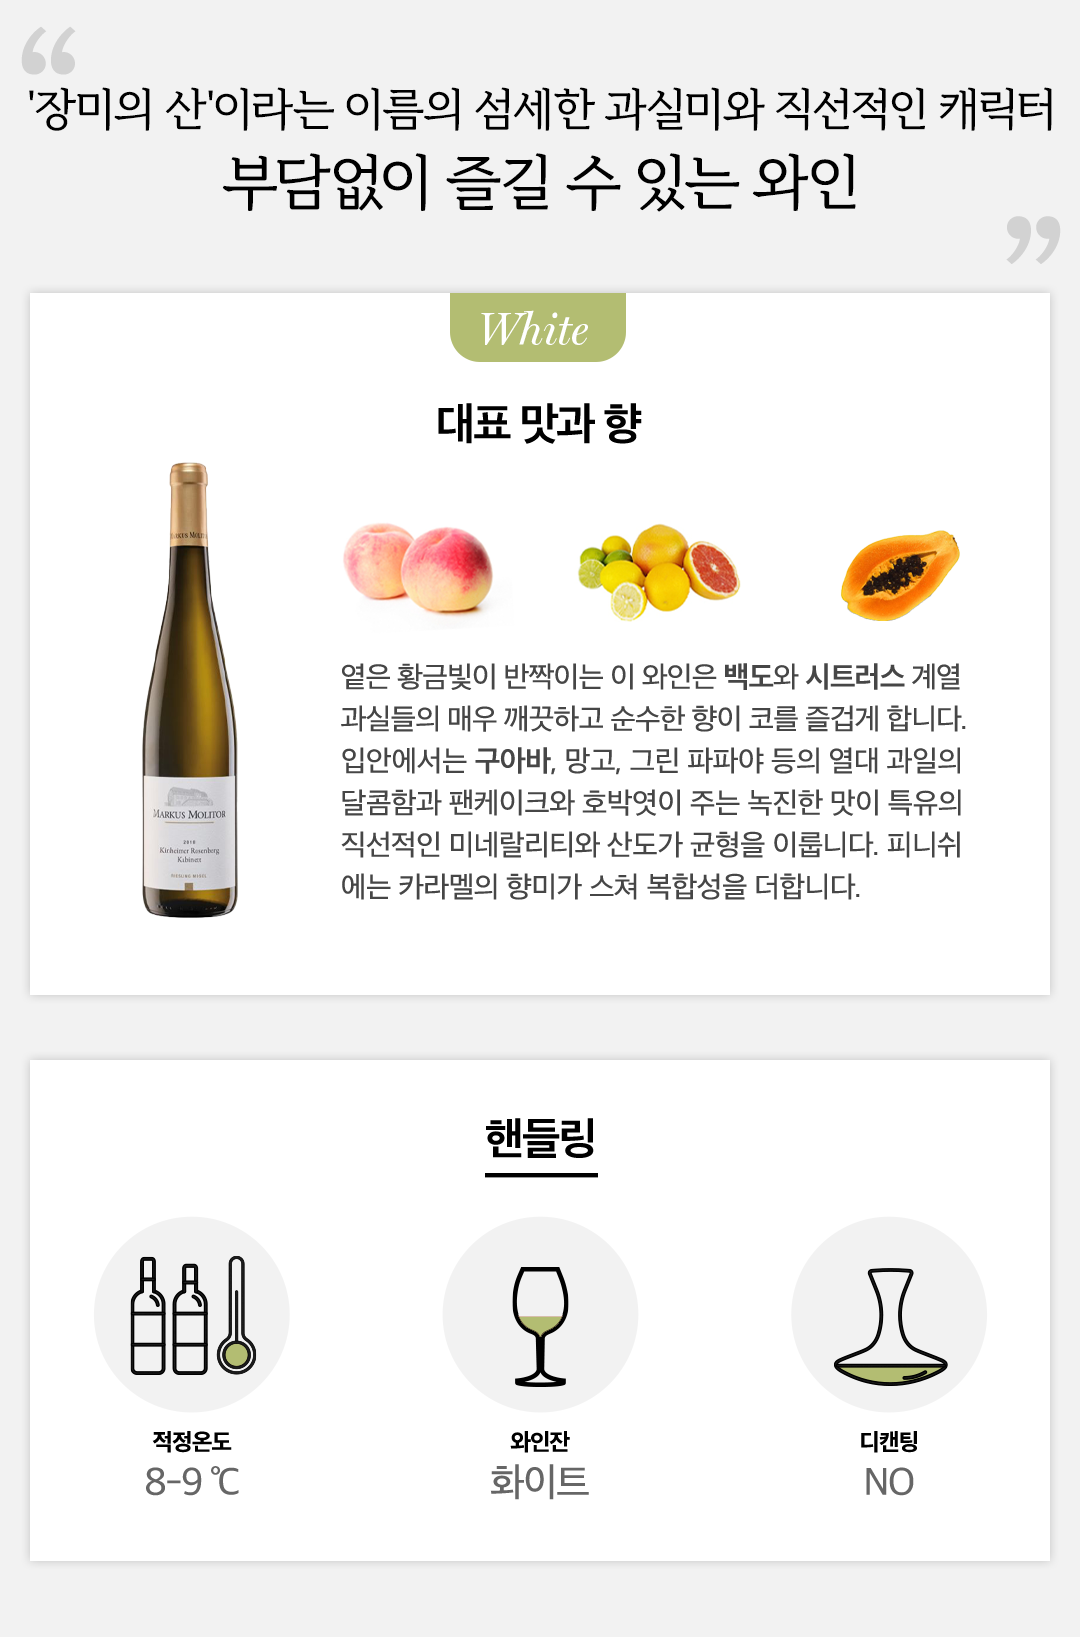 “
'장미의 산'이라는 이름의 섬세한 과실미와 직선적인 캐릭터
부담없이 즐길 수 있는 와인
”
White
대표 맛과 향
옅은 황금빛이 반짝이는 이 와인은 백도와 시트러스 계열
과실들의 매우 깨끗하고 순수한 향이 코를 즐겁게 합니다.
입안에서는 구아바, 망고, 그린 파파야 등의 열대 과일의
달콤함과 팬케이크와 호박엿이 주는 녹진한 맛이 특유의
직선적인 미네랄리티와 산도가 균형을 이룹니다. 피니쉬
에는 카라멜의 향미가 스쳐 복합성을 더합니다.
MARKUS MOLITOR
Kinheimer Rosenberg
Kabinett
RIESLING MOSEL
핸들링
적정온도
8-9 ℃
와인잔
화이트
디캔팅
NO